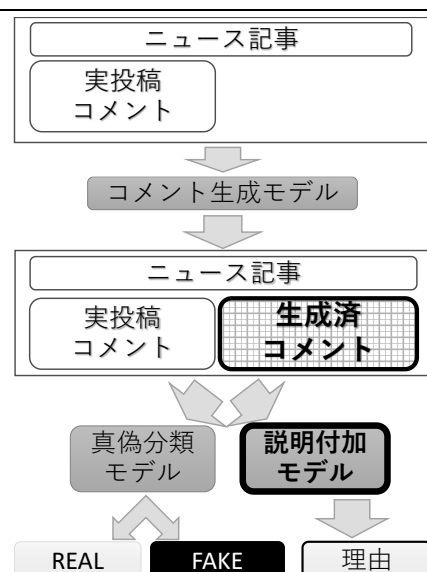 ニュース記事
実投稿
コメント
コメント生成モデル
ニュース記事
実投稿
コメント
生成済
コメント
真偽分類
モデル
説明付加
モデル
REAL
FAKE
理由